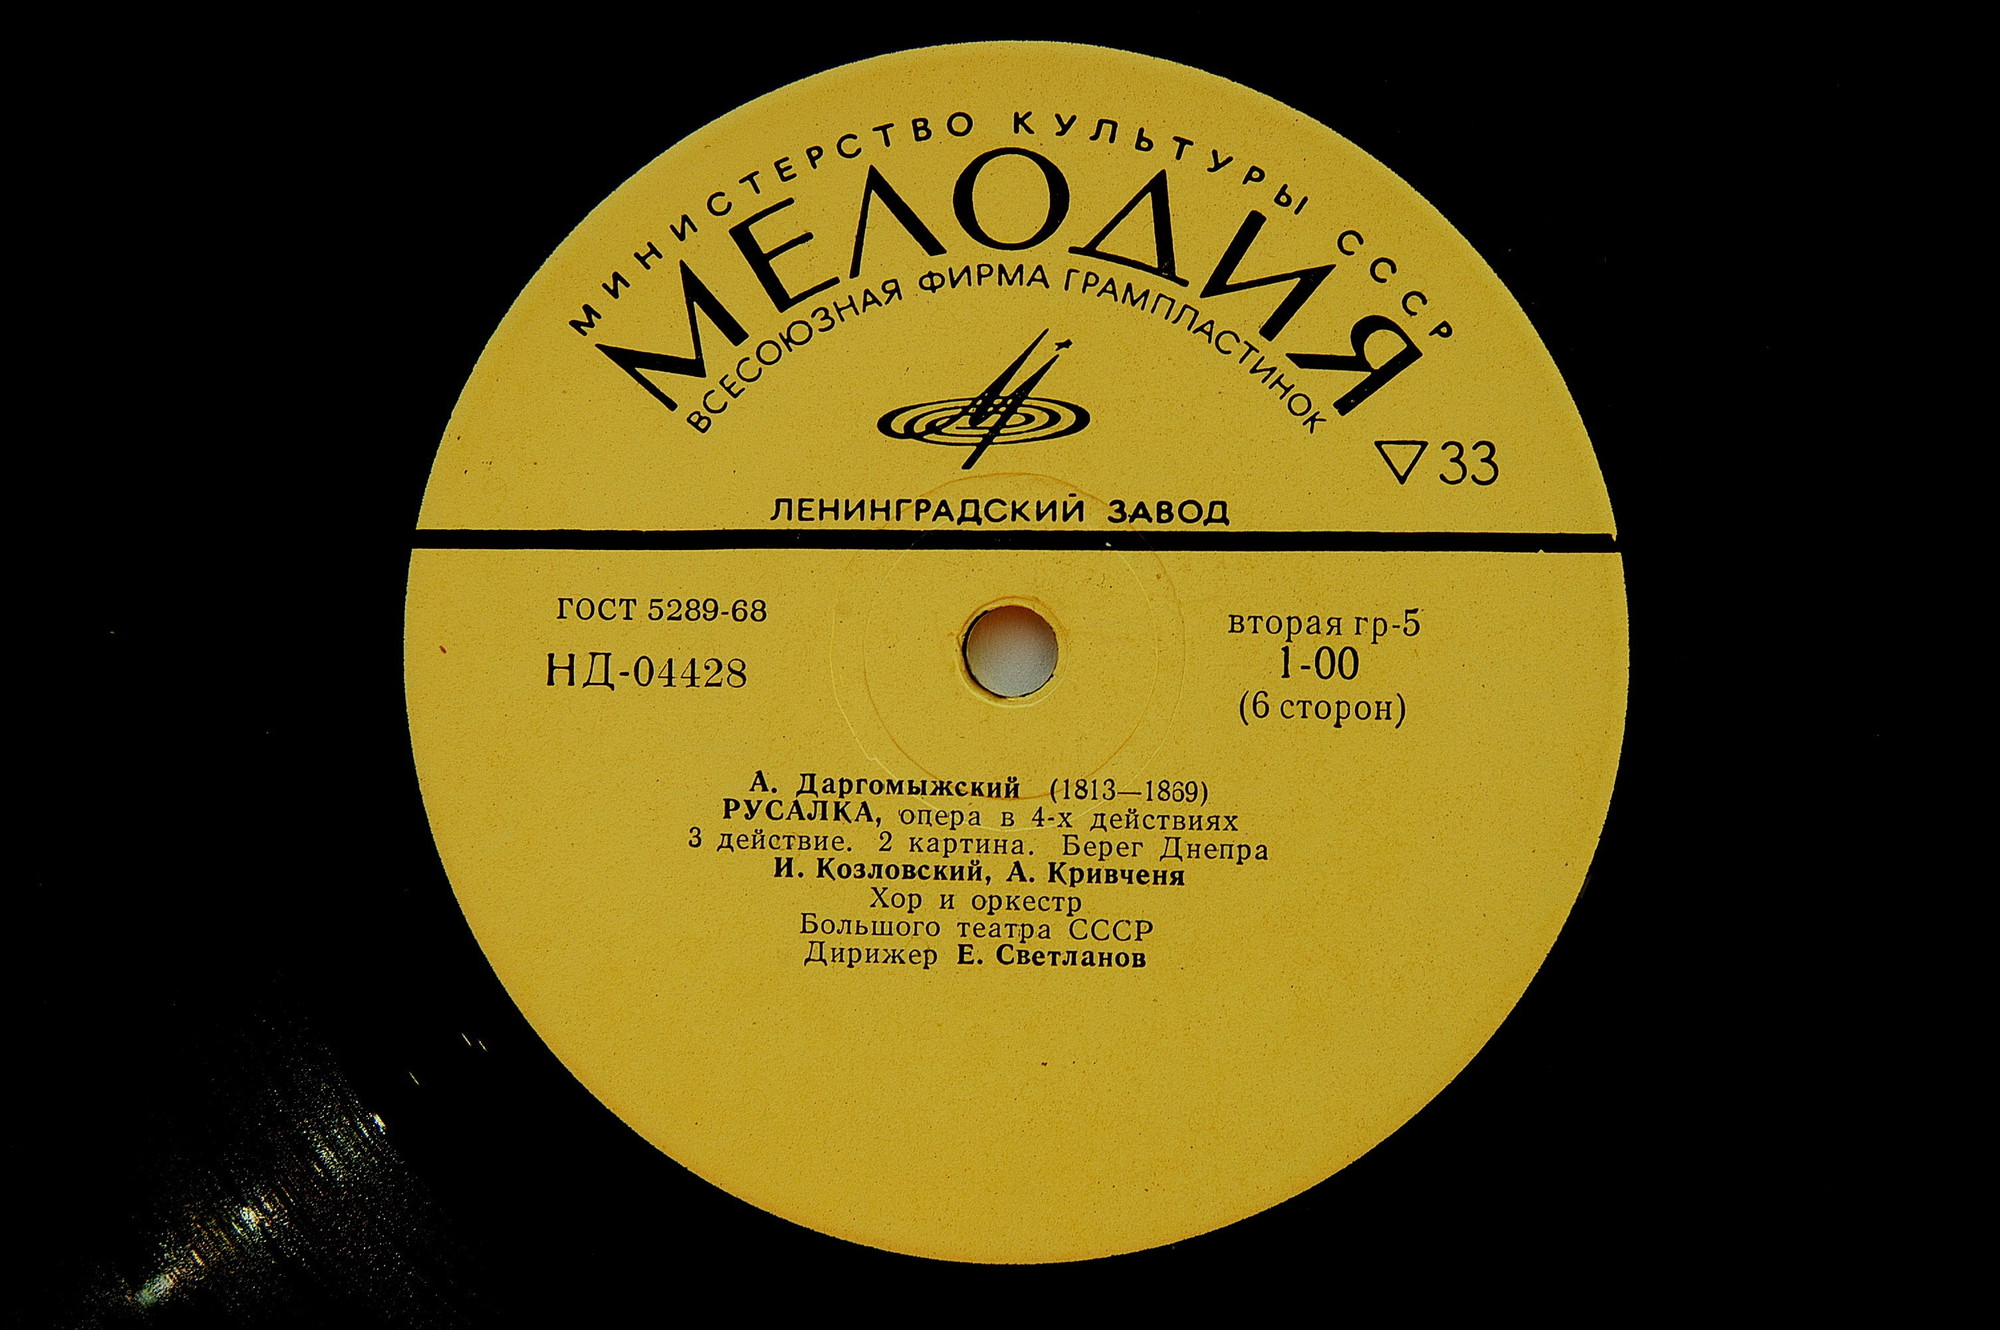 МИНИСТЕРСТВО КУЛЬТУРЫ СССР
МЕЛОДИЯ
ВСЕСОЮЗНАЯ ФИРМА ГРАМПЛАСТИНОК
▽33
ЛЕНИНГРАДСКИЙ ЗАВОД
ГОСТ 5289-68
НД-04428
вторая гр-5
1-00
(6 сторон)
А. Даргомыжский (1813—1869)
РУСАЛКА, опера в 4-х действиях
3 действие. 2 картина. Берег Днепра
И. Козловский, А. Кривченя
Хор и оркестр
Большого театра СССР
Дирижер Е. Светланов